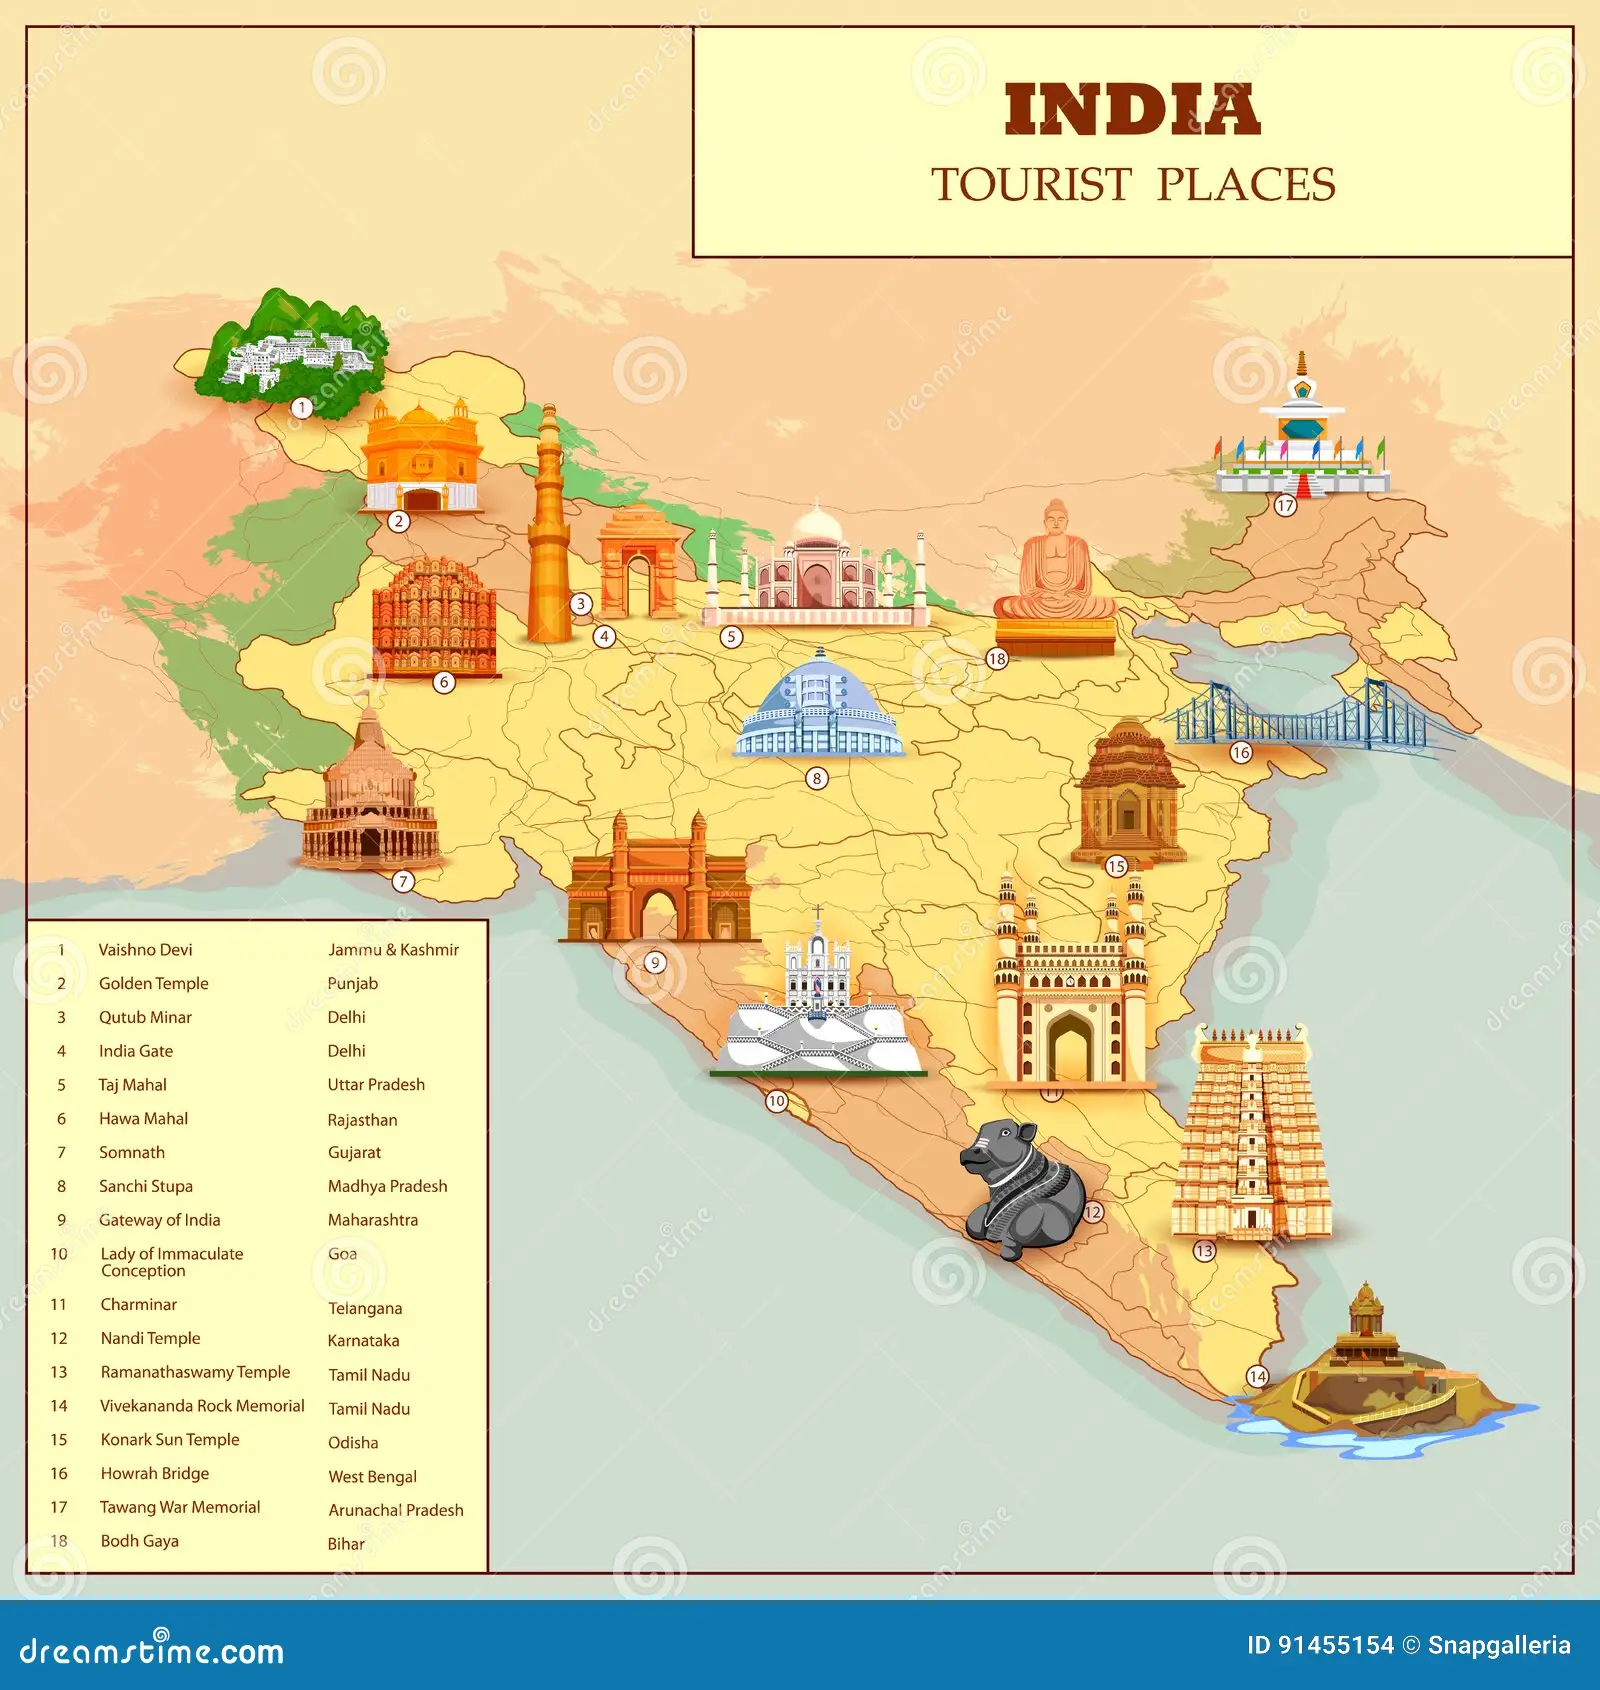 INDIA
TOURIST PLACES
1
2
3
4
5
6
7
8
9
10
11
12
13
14
15
16
17
18
1 Vaishno Devi Jammu & Kashmir
2 Golden Temple Punjab
3 Qutub Minar Delhi
4 India Gate Delhi
5 Taj Mahal Uttar Pradesh
6 Hawa Mahal Rajasthan
7 Somnath Gujarat
8 Sanchi Stupa Madhya Pradesh
9 Gateway of India Maharashtra
10 Lady of Immaculate Goa
Conception
11 Charminar Telangana
12 Nandi Temple Karnataka
13 Ramanathaswamy Temple Tamil Nadu
14 Vivekananda Rock Memorial Tamil Nadu
15 Konark Sun Temple Odisha
16 Howrah Bridge West Bengal
17 Tawang War Memorial Arunachal Pradesh
18 Bodh Gaya Bihar
dreamstime.com
ID 91455154 © Snapgalleria